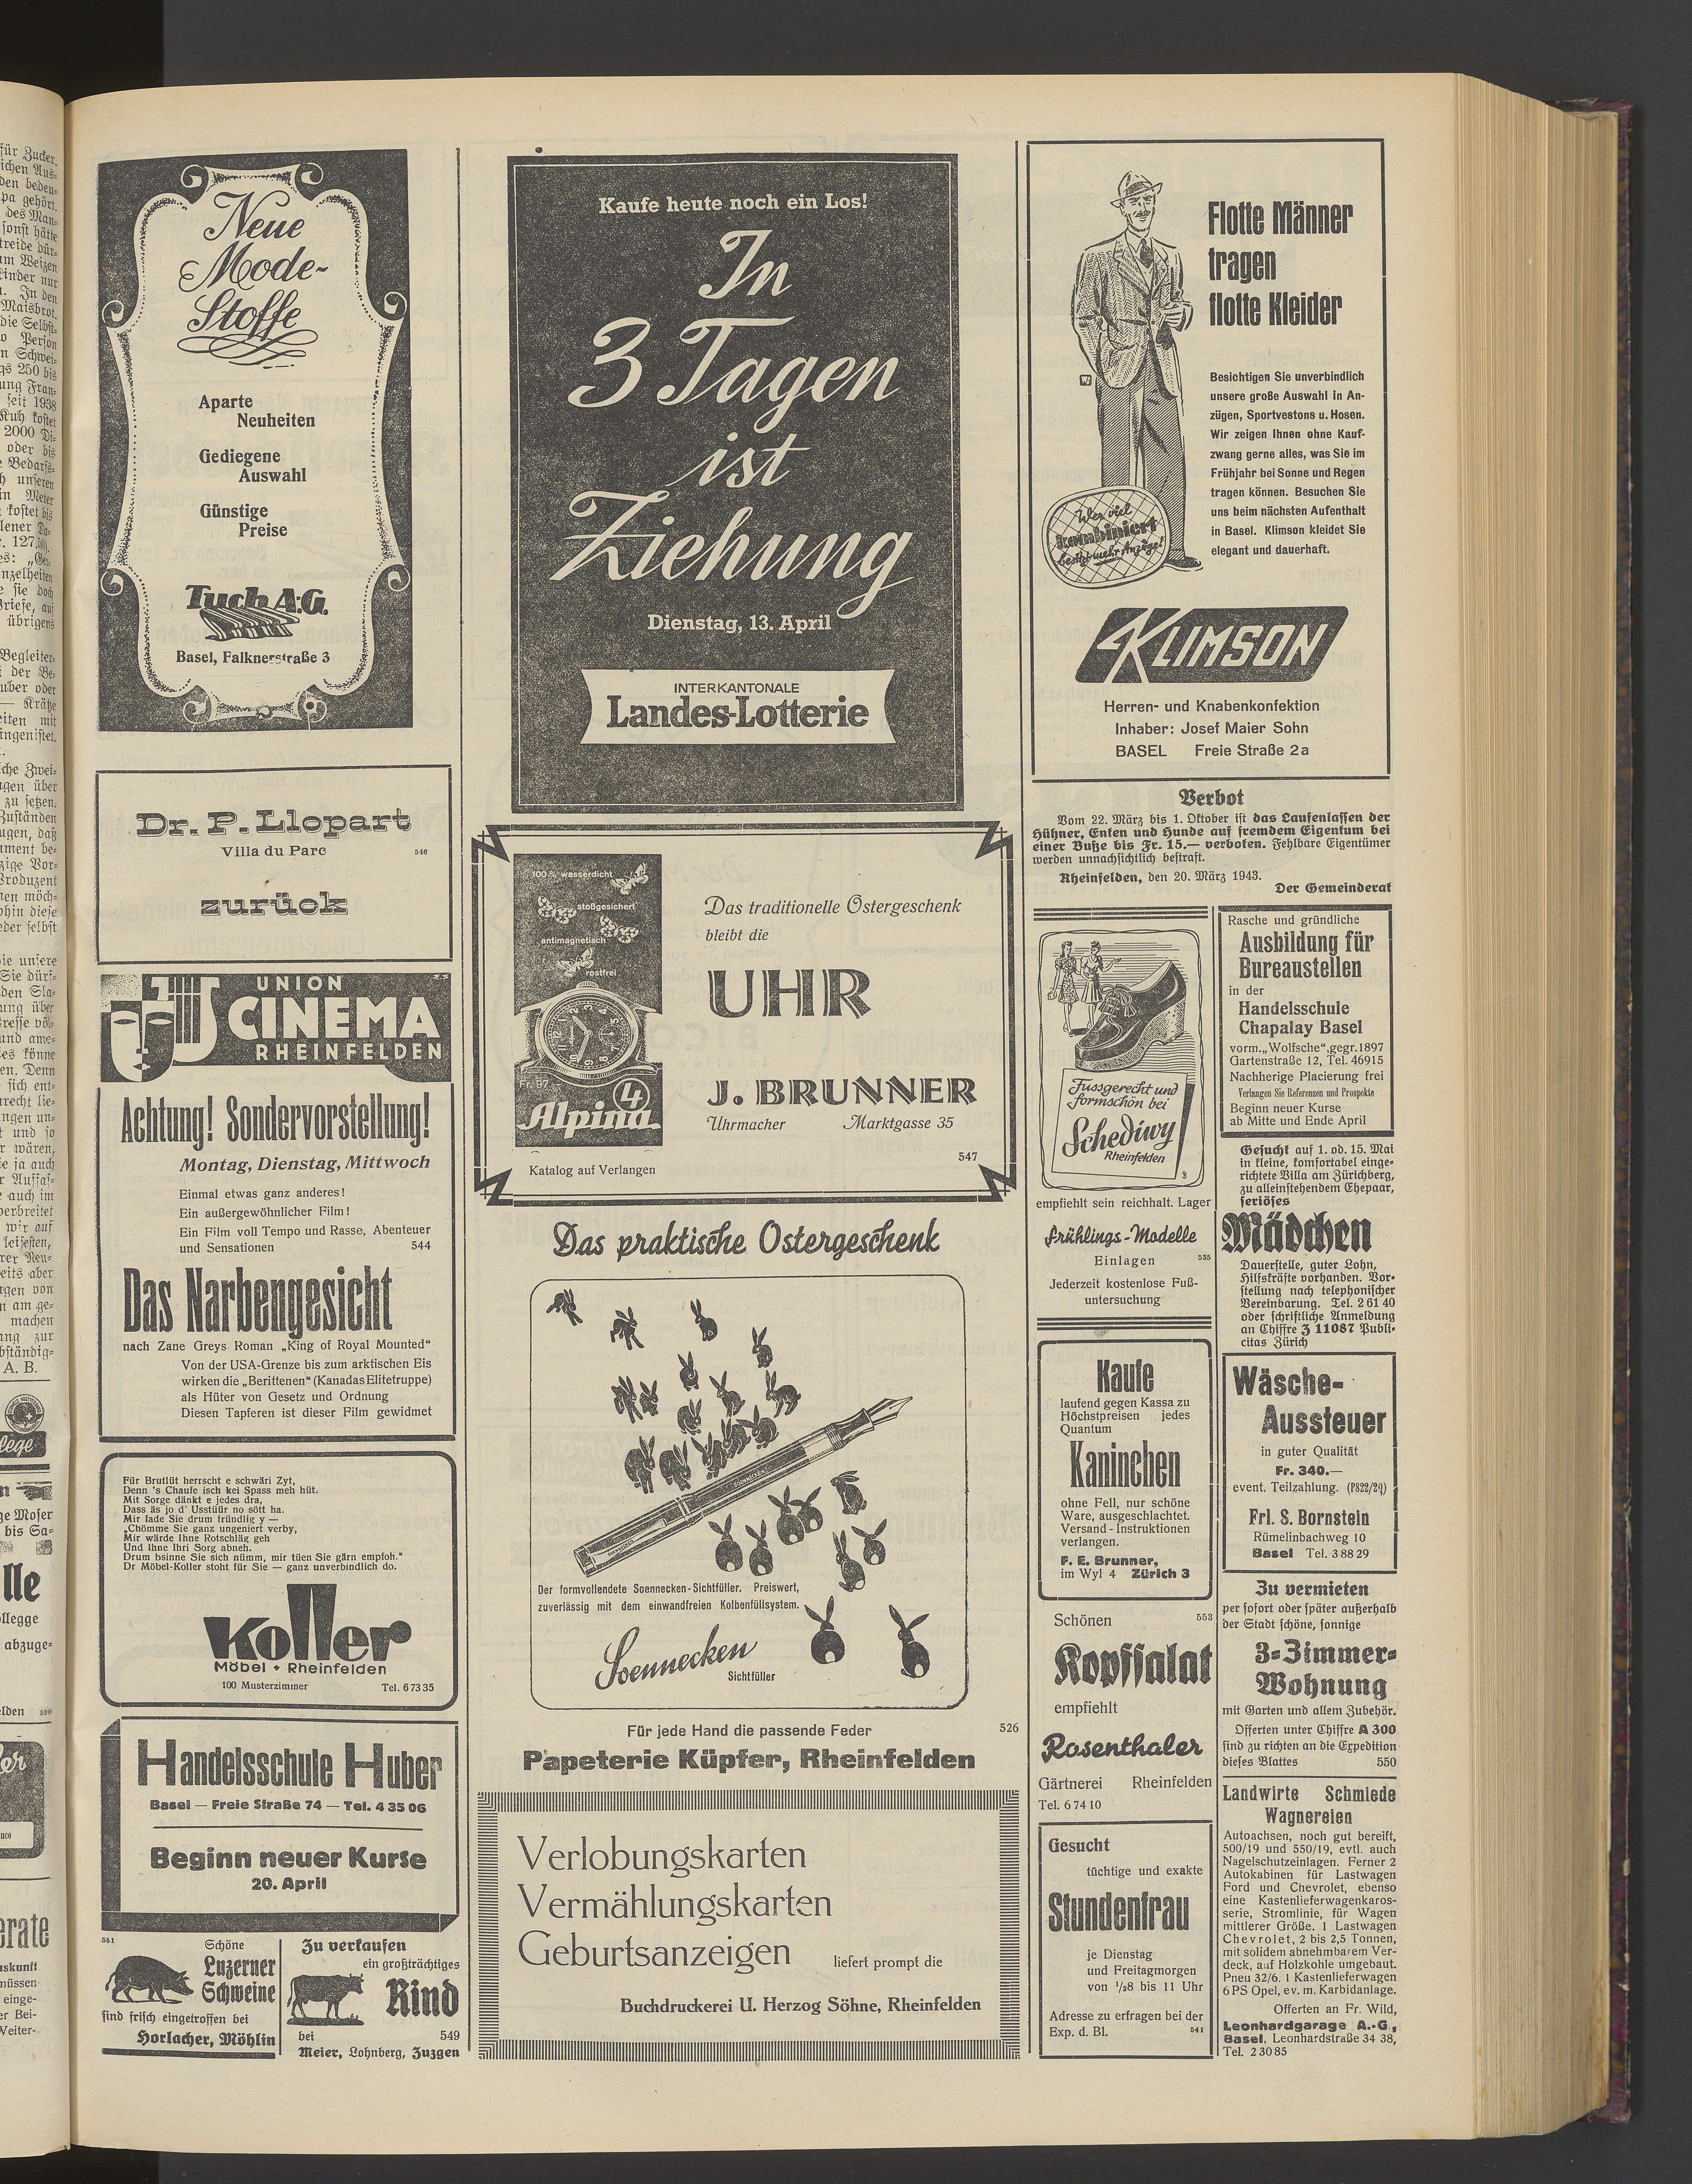 Neue
Mode-
Stoffe
Aparte
Neuheiten
Gediegene
Auswahl
Günstige
Preise
Tuch A.G.
Basel, Falknerstraße 3
Dr. P. Llopart
Villa du Parc 546
zurück
UNION
CINEMA
RHEINFELDEN
Achtung! Sondervorstellung!
Montag, Dienstag, Mittwoch
Einmal etwas ganz anderes!
Ein außergewöhnlicher Film!
Ein Film voll Tempo und Rasse, Abenteuer
und Sensationen 544
Das Narbengesicht
nach Zane Greys Roman „King of Royal Mounted“
Von der USA-Grenze bis zum arktischen Eis
wirken die „Berittenen“ (Kanadas Elitetruppe)
als Hüter von Gesetz und Ordnung
Diesen Tapferen ist dieser Film gewidmet
Für Brutlüt herrscht e schwäri Zyt,
Denn 's Chaufe isch kei Spass meh hüt.
Mit Sorge dänkt e jedes dra,
Dass äs jo d' Usstüür no sött ha.
Mir lade Sie drum fründlig y —
„Chömme Sie ganz ungeniert verby,
Mir wärde Ihne Rotschläg geh
Und Ihne Ihri Sorg abneh.
Drum bsinne Sie sich nümm, mir tüen Sie gärn empfoh.“
Dr Möbel-Koller stoht für Sie — ganz unverbindlich do.
Koller
Möbel • Rheinfelden
100 Musterzimmer Tel. 6 73 35
Handelsschule Huber
Basel — Freie Straße 74 — Tel. 4 35 06
Beginn neuer Kurse
20. April
551
Schöne
Luzerner
Schweine
sind frisch eingetroffen bei
Horlacher, Möhlin
Zu verkaufen
ein großträchtiges
Rind
bei 549
Meier, Lohnberg, Zuzgen
Kaufe heute noch ein Los!
In
3 Tagen
ist
Ziehung
Dienstag, 13. April
INTERKANTONALE
Landes-Lotterie
100% wasserdicht
stoßgesichert
antimagnetisch
rostfrei
Fr. 97
4
Alpina
Katalog auf Verlangen
Das traditionelle Ostergeschenk
bleibt die
UHR
J. BRUNNER
Uhrmacher Marktgasse 35
547
Das praktische Ostergeschenk
Der formvollendete Soennecken-Sichtfüller. Preiswert,
zuverlässig mit dem einwandfreien Kolbenfüllsystem.
Soennecken
Sichtfüller
Für jede Hand die passende Feder 526
Papeterie Küpfer, Rheinfelden
Verlobungskarten
Vermählungskarten
Geburtsanzeigen liefert prompt die
Buchdruckerei U. Herzog Söhne, Rheinfelden
Flotte Männer
tragen
flotte Kleider
Besichtigen Sie unverbindlich
unsere große Auswahl in An-
zügen, Sportvestons u. Hosen.
Wir zeigen Ihnen ohne Kauf-
zwang gerne alles, was Sie im
Frühjahr bei Sonne und Regen
tragen können. Besuchen Sie
uns beim nächsten Aufenthalt
in Basel. Klimson kleidet Sie
elegant und dauerhaft.
Wer viel
kombiniert
besitzt mehr Anzüge!
KLIMSON
Herren- und Knabenkonfektion
Inhaber: Josef Maier Sohn
BASEL Freie Straße 2a
Verbot
Vom 22. März bis 1. Oktober ist das Laufenlassen der
Hühner, Enten und Hunde auf fremdem Eigentum bei
einer Buße bis Fr. 15.— verboten. Fehlbare Eigentümer
werden unnachsichtlich bestraft.
Rheinfelden, den 20. März 1943.
Der Gemeinderat
Fussgerecht und
formschön bei
Schediwy
Rheinfelden
empfiehlt sein reichhalt. Lager
Frühlings-Modelle
Einlagen 535
Jederzeit kostenlose Fuß-
untersuchung
Kaufe
laufend gegen Kassa zu
Höchstpreisen jedes
Quantum
Kaninchen
ohne Fell, nur schöne
Ware, ausgeschlachtet.
Versand-Instruktionen
verlangen.
F. E. Brunner,
im Wyl 4 Zürich 3
Schönen 553
Kopfsalat
empfiehlt
Rosenthaler
Gärtnerei Rheinfelden
Tel. 6 74 10
Gesucht
tüchtige und exakte
Stundenfrau
je Dienstag
und Freitagmorgen
von ½8 bis 11 Uhr
Adresse zu erfragen bei der
Exp. d. Bl. 541
Rasche und gründliche
Ausbildung für
Bureaustellen
in der
Handelsschule
Chapalay Basel
vorm. „Wolfsche“, gegr. 1897
Gartenstraße 12, Tel. 46915
Nachherige Placierung frei
Verlangen Sie Referenzen und Prospekte
Beginn neuer Kurse
ab Mitte und Ende April
Gesucht auf 1. od. 15. Mai
in kleine, komfortabel einge-
richtete Villa am Zürichberg,
zu alleinstehendem Ehepaar,
seriöses
Mädchen
Dauerstelle, guter Lohn,
Hilfskräfte vorhanden. Vor-
stellung nach telephonischer
Vereinbarung. Tel. 2 61 40
oder schriftliche Anmeldung
an Chiffre Z 11087 Publi-
citas Zürich
Wäsche-
Aussteuer
in guter Qualität
Fr. 340.—
event. Teilzahlung. (P822/2Q)
Frl. S. Bornstein
Rümelinbachweg 10
Basel Tel. 3 88 29
Zu vermieten
per sofort oder später außerhalb
der Stadt schöne, sonnige
3-Zimmer-
Wohnung
mit Garten und allem Zubehör.
Offerten unter Chiffre A 300
sind zu richten an die Expedition
dieses Blattes 550
Landwirte Schmiede
Wagnereien
Autoachsen, noch gut bereift,
500/19 und 550/19, evtl. auch
Nagelschutzeinlagen. Ferner 2
Autokabinen für Lastwagen
Ford und Chevrolet, ebenso
eine Kastenlieferwagenkaros-
serie, Stromlinie, für Wagen
mittlerer Größe. 1 Lastwagen
Chevrolet, 2 bis 2,5 Tonnen,
mit solidem abnehmbarem Ver-
deck, auf Holzkohle umgebaut.
Pneu 32/6. 1 Kastenlieferwagen
6 PS Opel, ev. m. Karbidanlage.
Offerten an Fr. Wild,
Leonhardgarage A.-G.,
Basel, Leonhardstraße 34 38,
Tel. 2 30 85